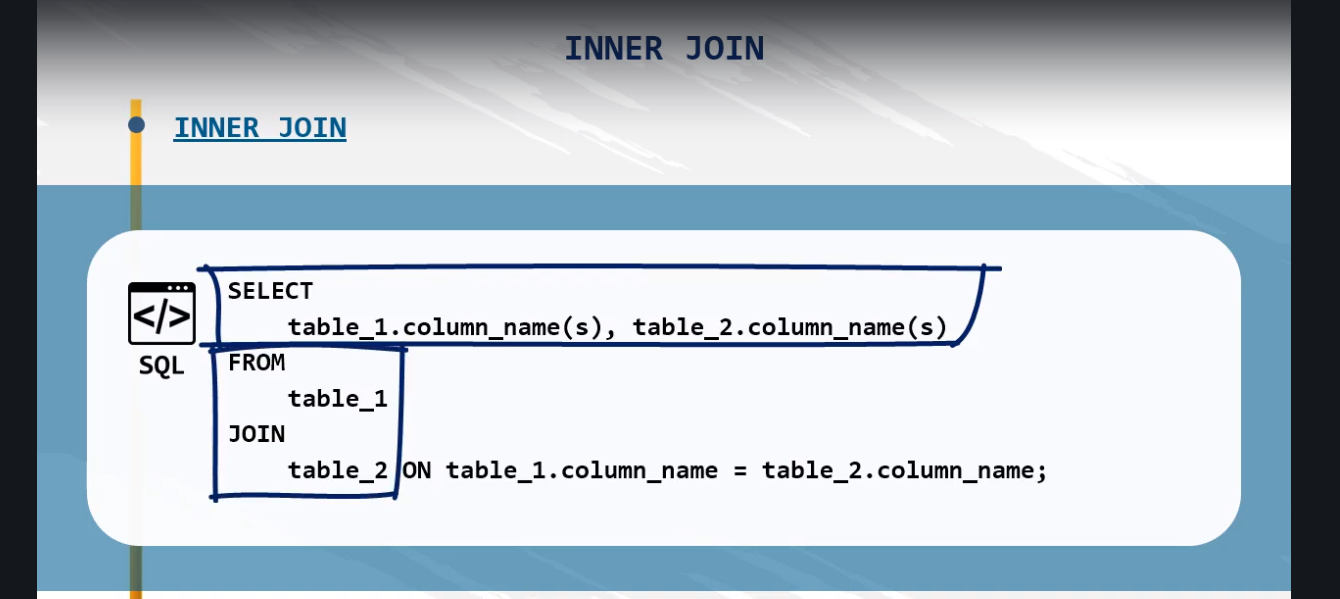 INNER JOIN
INNER JOIN
</>
SQL
SELECT
table_1.column_name(s), table_2.column_name(s)
FROM
table_1
JOIN
table_2 ON table_1.column_name = table_2.column_name;